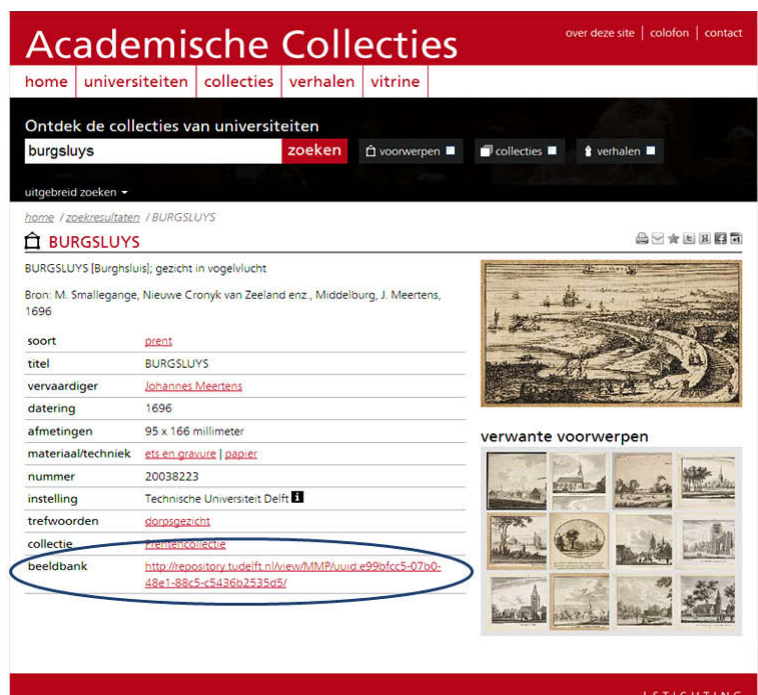 Academische Collecties
over deze site | colofon | contact
home universiteiten collecties verhalen vitrine
Ontdek de collecties van universiteiten
burgsluys zoeken voorwerpen collecties verhalen
uitgebreid zoeken
home / zoekresultaten / BURGSLUYS
BURGSLUYS
BURGSLUYS [Burghsluis]; gezicht in vogelvlucht
Bron: M. Smallegange, Nieuwe Cronyk van Zeeland enz., Middelburg, J. Meertens,
1696
soort prent
titel BURGSLUYS
vervaardiger Johannes Meertens
datering 1696
afmetingen 95 x 166 millimeter
materiaal/techniek ets en gravure | papier
nummer 20038223
instelling Technische Universiteit Delft i
trefwoorden dorpsgezicht
collectie Prentencollectie
beeldbank http://repository.tudelft.nl/view/MMP/uuid:e99bfcc5-07b0-
48e1-88c5-c5436b2535d5/
verwante voorwerpen